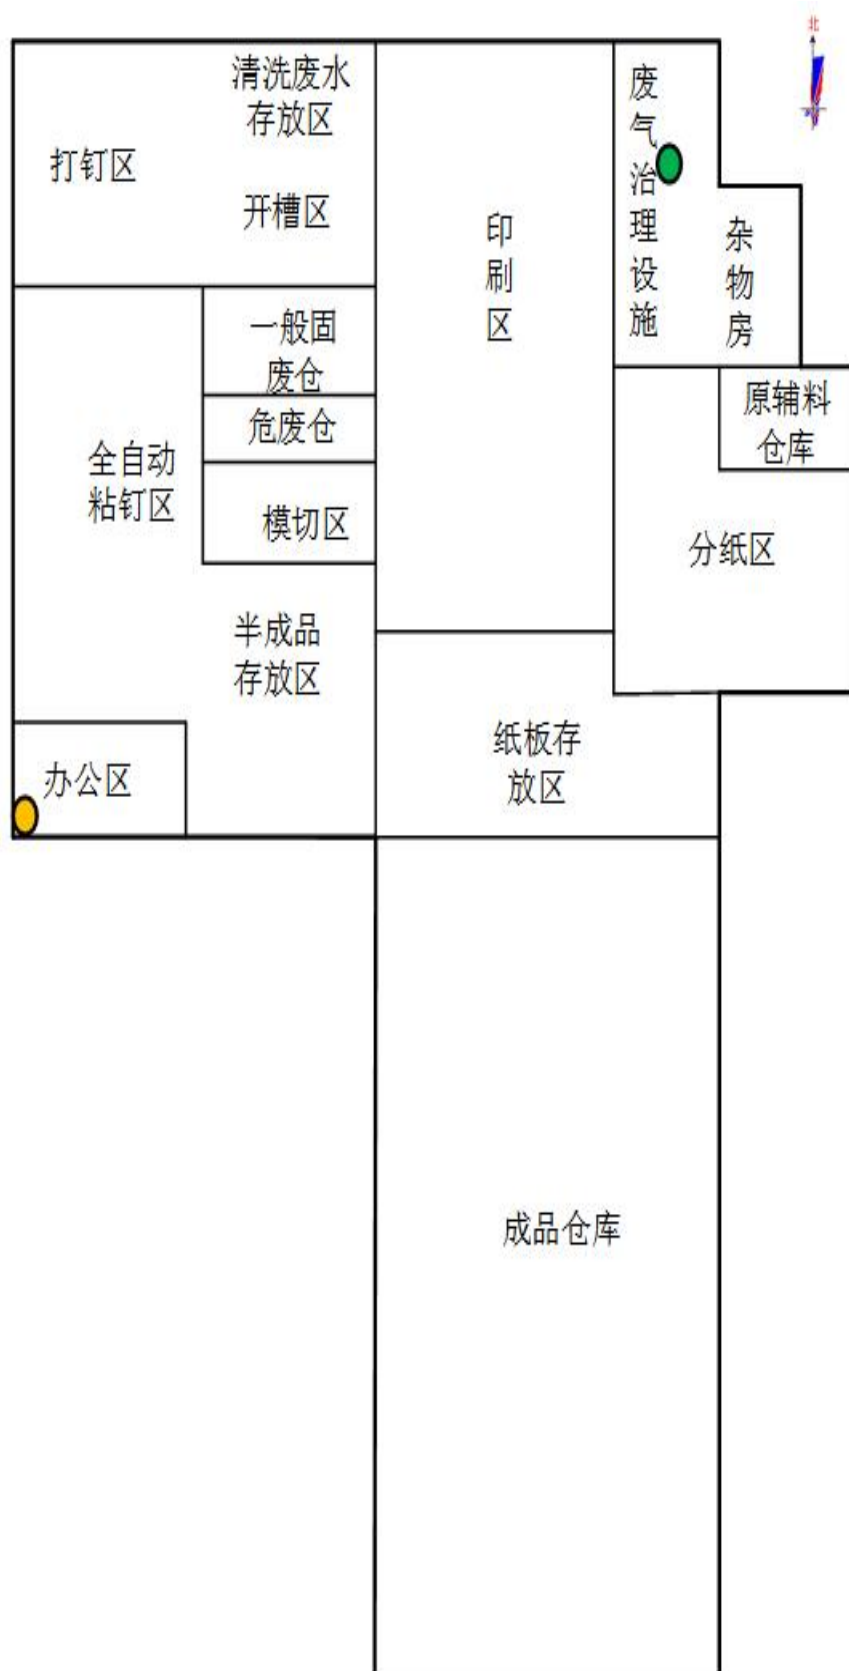 北
清洗废水
存放区
打钉区
开槽区
印
刷
区
废
气
治
理
设
施
杂
物
房
一般固
废仓
危废仓
模切区
全自动
粘钉区
原辅料
仓库
分纸区
半成品
存放区
办公区
纸板存
放区
成品仓库